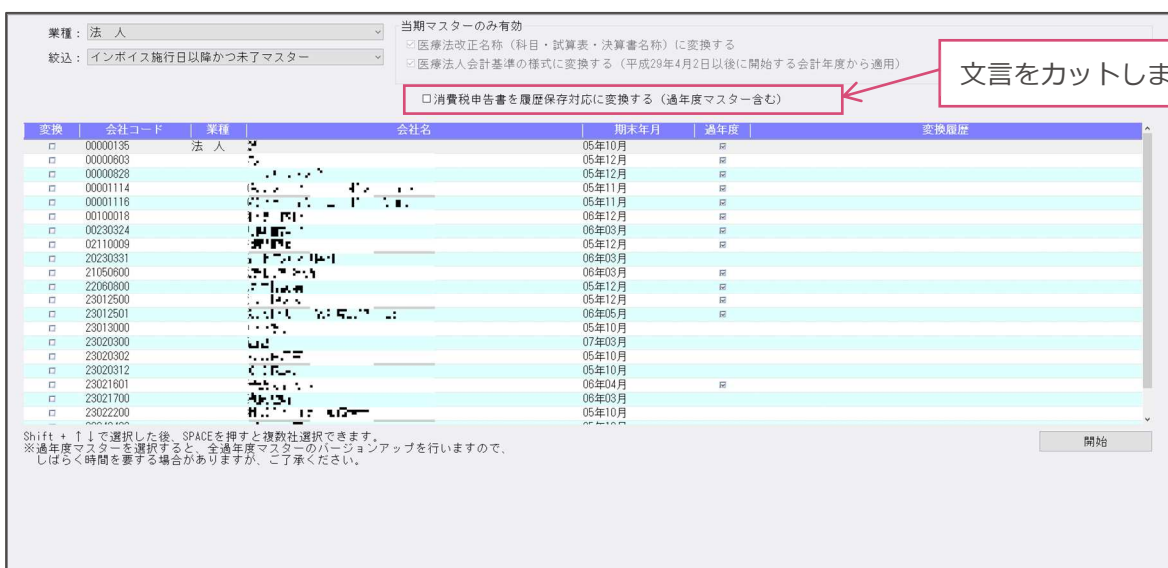 業種： 法　人
絞込： インボイス施行日以降かつ未了マスター
当期マスターのみ有効
医療法改正名称（科目・試算表・決算書名称）に変換する
医療法人会計基準の様式に変換する（平成29年4月2日以後に開始する会計年度から適用）
消費税申告書を履歴保存対応に変換する（過年度マスター含む）
文言をカットしま
変換 会社コード 業種 会社名 期末年月 過年度 変換履歴
00000135 法　人 05年10月
00000603 05年12月
00000828 05年12月
00001114 05年11月
00001116 05年11月
00100018 06年12月
00230324 06年03月
02110009 05年12月
20230331 06年03月
21050600 06年03月
22060800 05年12月
23012500 05年12月
23012501 06年05月
23013000 05年10月
23020300 07年03月
23020302 05年10月
23020312 05年10月
23021601 06年04月
23021700 06年03月
23022200 05年10月
Shift + ↑↓で選択した後、SPACEを押すと複数社選択できます。
※過年度マスターを選択すると、全過年度マスターのバージョンアップを行いますので、
しばらく時間を要する場合がありますが、ご了承ください。
開始